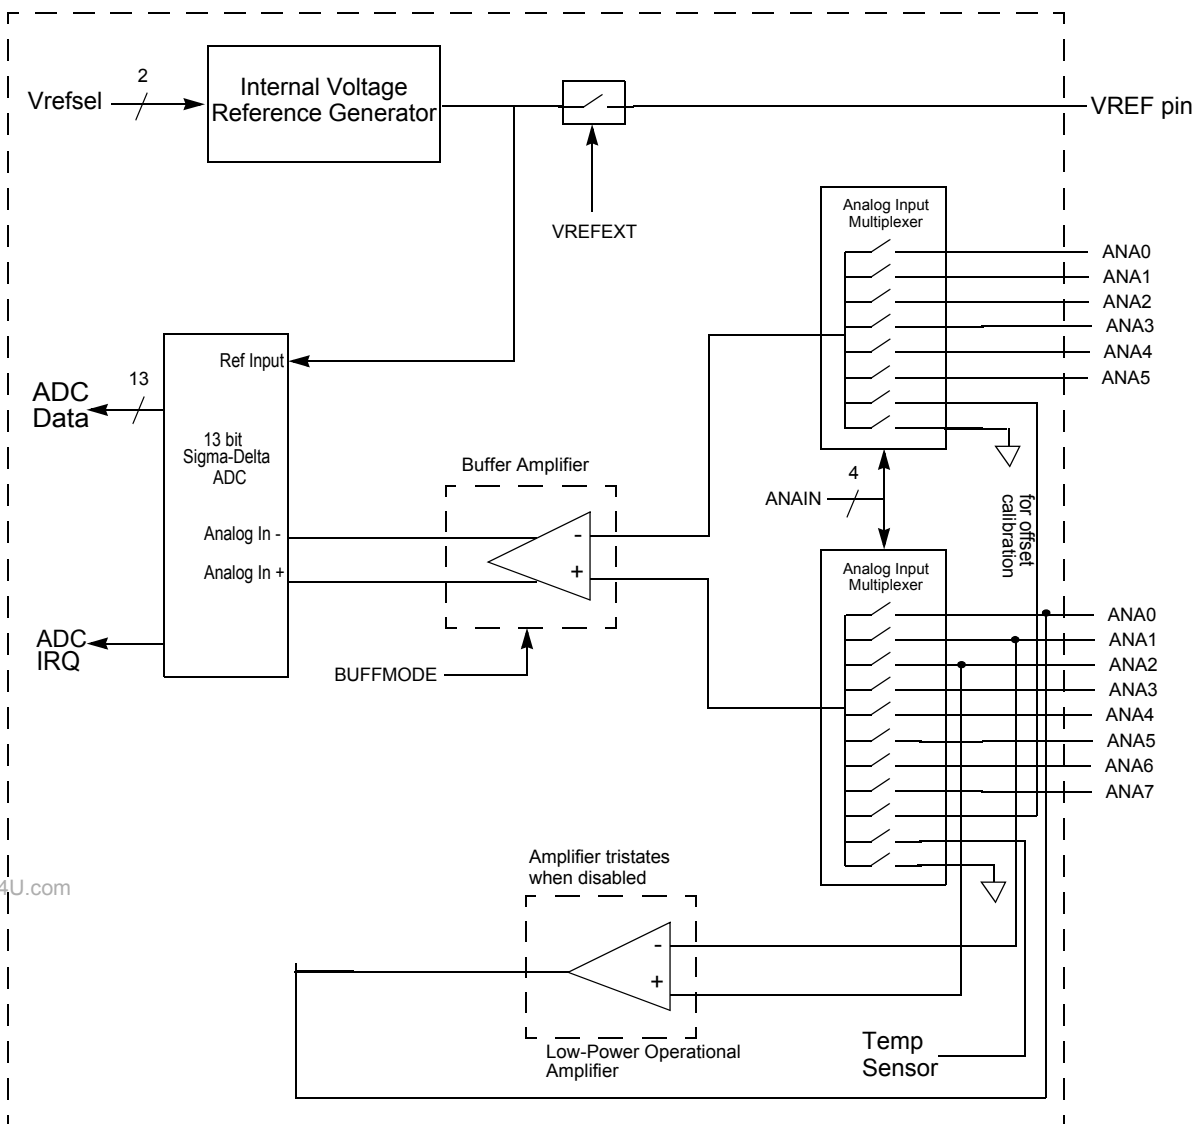 2
Vrefsel
Internal Voltage
Reference Generator
VREF pin
VREFEXT
Analog Input
Multiplexer
ANA0
ANA1
ANA2
ANA3
ANA4
ANA5
Ref Input
13
ADC
Data
13 bit
Sigma-Delta
ADC
Analog In -
Analog In +
ADC
IRQ
Buffer Amplifier
-
+
BUFFMODE
4
ANAIN
for offset
calibration
Analog Input
Multiplexer
ANA0
ANA1
ANA2
ANA3
ANA4
ANA5
ANA6
ANA7
4U.com
Amplifier tristates
when disabled
-
+
Low-Power Operational
Amplifier
Temp
Sensor